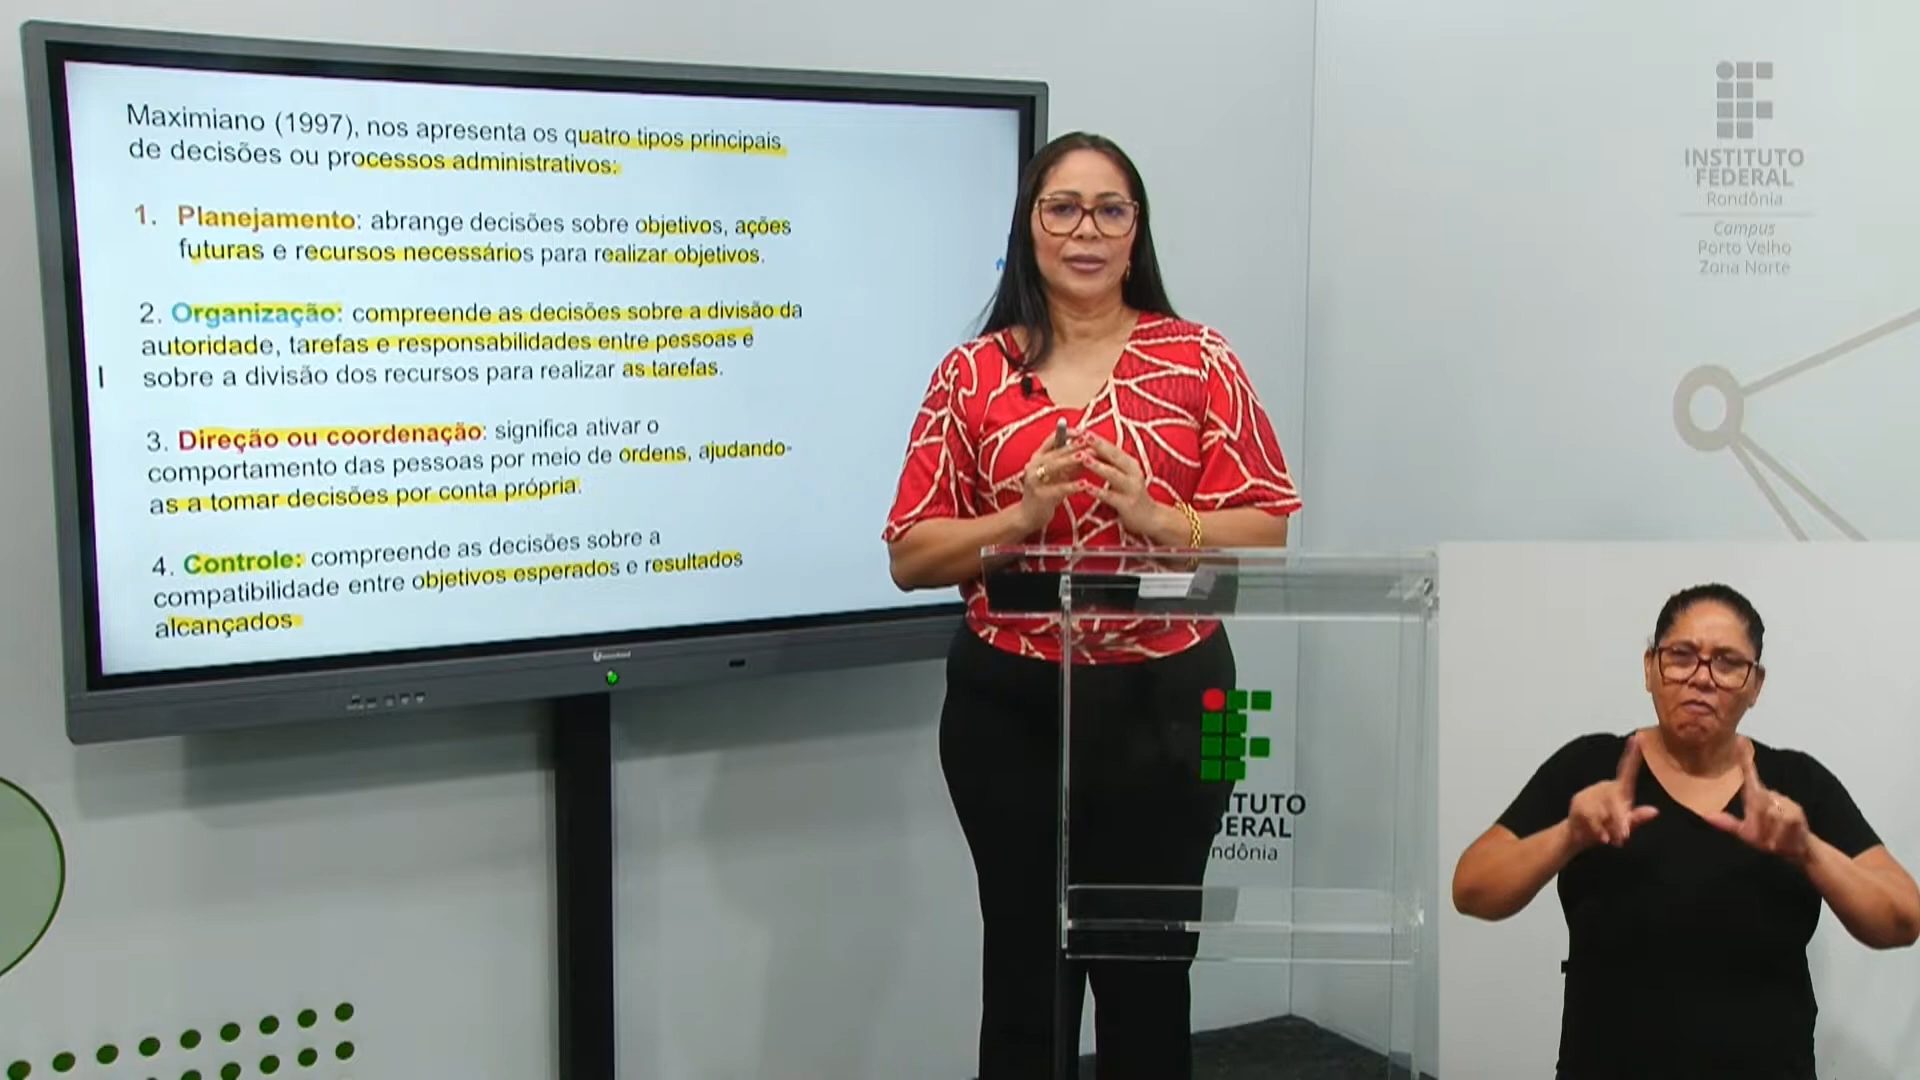 Maximiano (1997), nos apresenta os quatro tipos principais
de decisões ou processos administrativos:
1. Planejamento: abrange decisões sobre objetivos, ações
futuras e recursos necessários para realizar objetivos.
2. Organização: compreende as decisões sobre a divisão da
autoridade, tarefas e responsabilidades entre pessoas e
sobre a divisão dos recursos para realizar as tarefas.
3. Direção ou coordenação: significa ativar o
comportamento das pessoas por meio de ordens, ajudando-
as a tomar decisões por conta própria.
4. Controle: compreende as decisões sobre a
compatibilidade entre objetivos esperados e resultados
alcançados
INSTITUTO
FEDERAL
Rondônia
Campus
Porto Velho
Zona Norte
TUTO
ERAL
ndônia